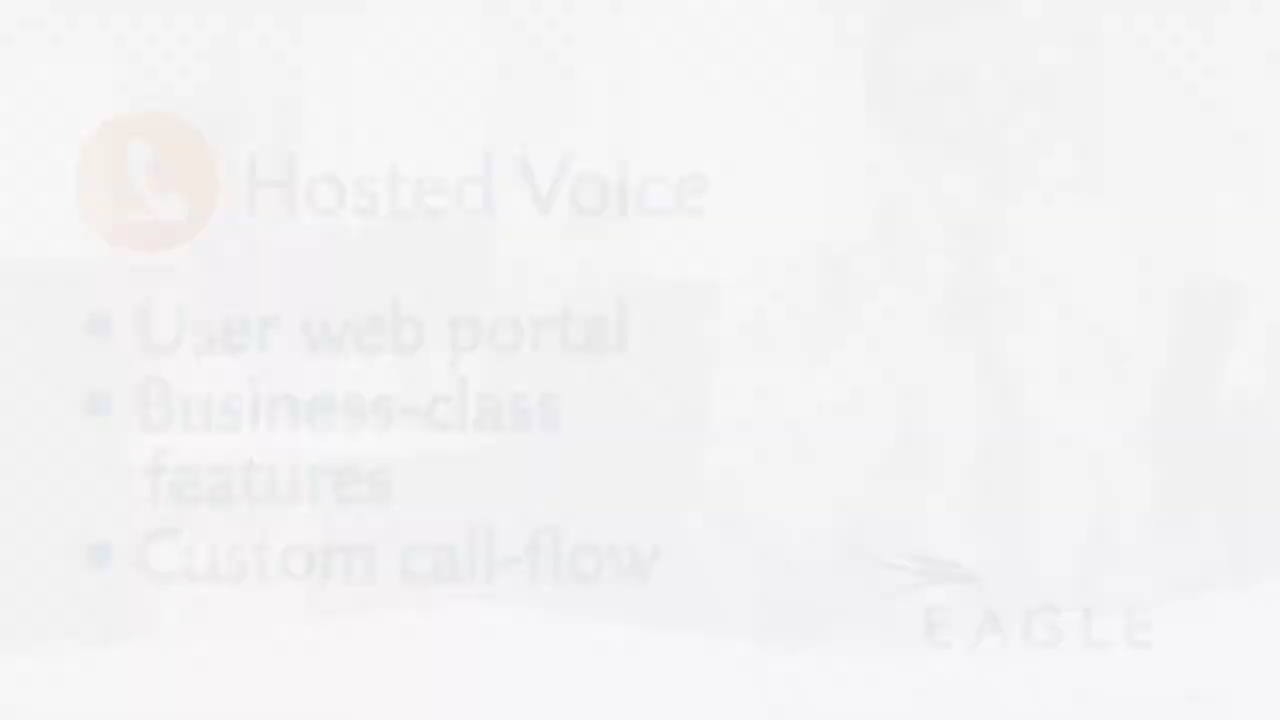 Hosted Voice
• User web portal
• Business-class
features
• Custom call-flow
EAGLE